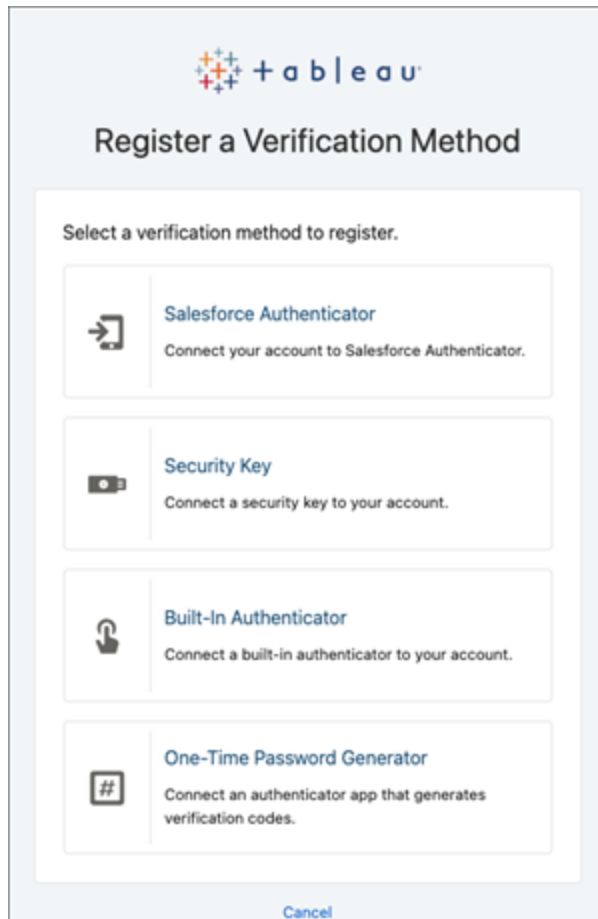 + a b l e a u
Register a Verification Method
Select a verification method to register.
Salesforce Authenticator
Connect your account to Salesforce Authenticator.
Security Key
Connect a security key to your account.
Built-In Authenticator
Connect a built-in authenticator to your account.
One-Time Password Generator
#
Connect an authenticator app that generates
verification codes.
Cancel